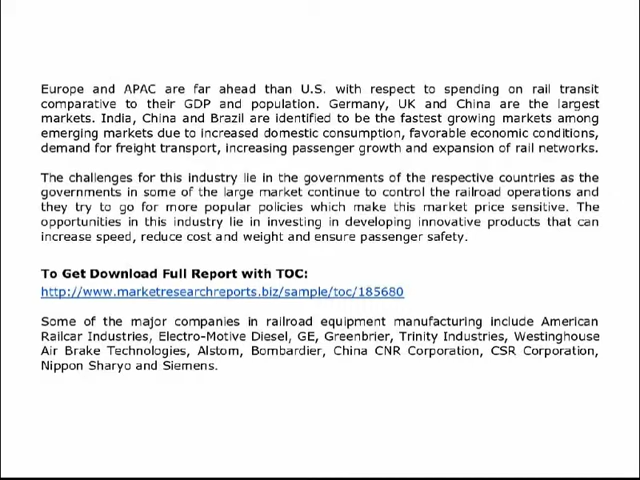 Europe and APAC are far ahead than U.S. with respect to spending on rail transit
comparative to their GDP and population. Germany, UK and China are the largest
markets. India, China and Brazil are identified to be the fastest growing markets among
emerging markets due to increased domestic consumption, favorable economic conditions,
demand for freight transport, increasing passenger growth and expansion of rail networks.
The challenges for this industry lie in the governments of the respective countries as the
governments in some of the large market continue to control the railroad operations and
they try to go for more popular policies which make this market price sensitive. The
opportunities in this industry lie in investing in developing innovative products that can
increase speed, reduce cost and weight and ensure passenger safety.
To Get Download Full Report with TOC:
http://www.marketresearchreports.biz/sample/toc/185680
Some of the major companies in railroad equipment manufacturing include American
Railcar Industries, Electro-Motive Diesel, GE, Greenbrier, Trinity Industries, Westinghouse
Air Brake Technologies, Alstom, Bombardier, China CNR Corporation, CSR Corporation,
Nippon Sharyo and Siemens.